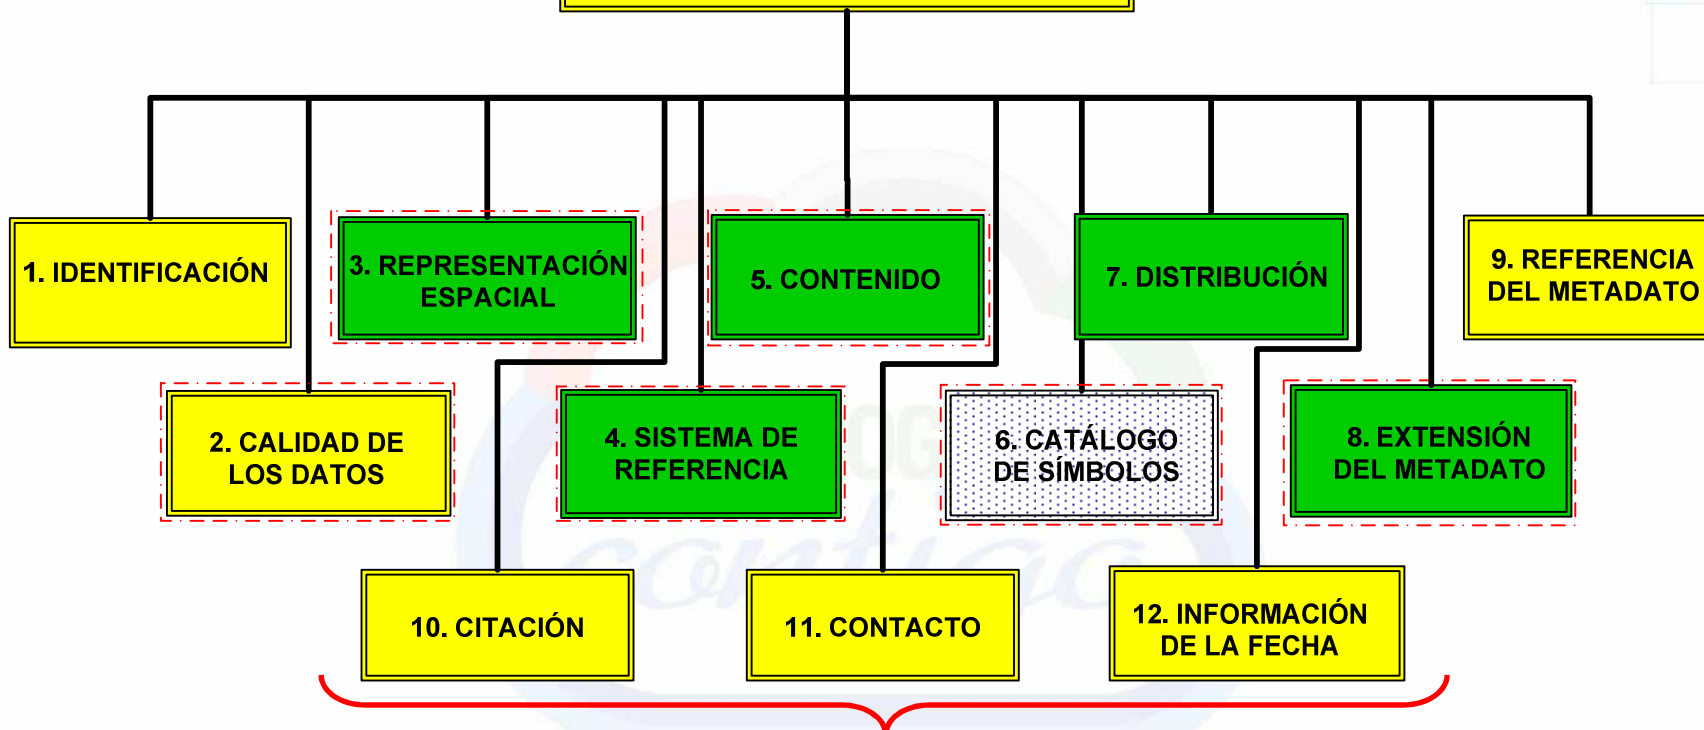 1. IDENTIFICACIÓN
3. REPRESENTACIÓN
ESPACIAL
5. CONTENIDO
7. DISTRIBUCIÓN
9. REFERENCIA
DEL METADATO
2. CALIDAD DE
LOS DATOS
4. SISTEMA DE
REFERENCIA
6. CATÁLOGO
DE SÍMBOLOS
8. EXTENSIÓN
DEL METADATO
10. CITACIÓN
11. CONTACTO
12. INFORMACIÓN
DE LA FECHA
contigo